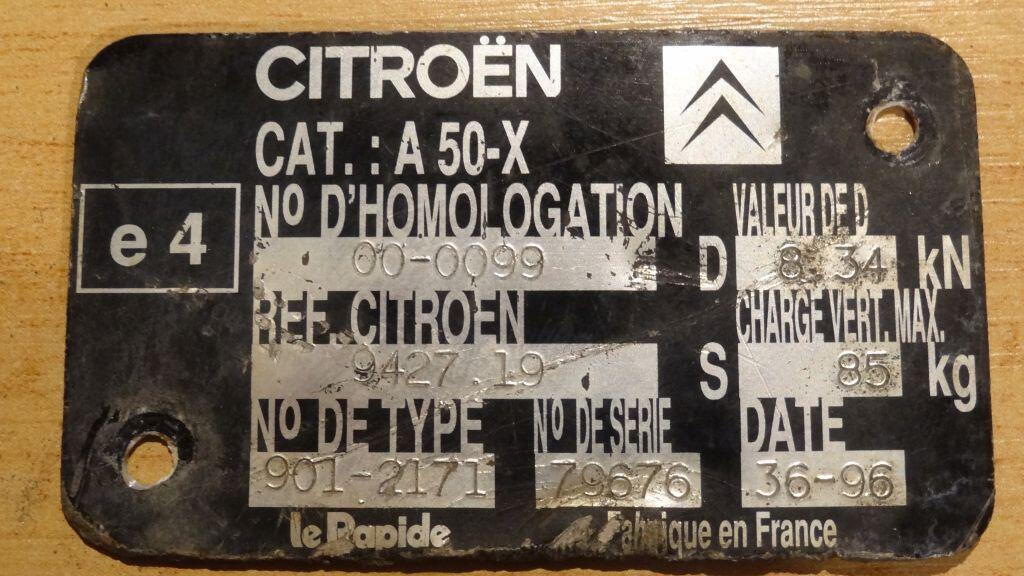 CITROËN
CAT. : A 50-X
e 4
Nº D'HOMOLOGATION
00-0099
VALEUR DE D
D 8.34 kN
REF. CITROEN
9427.19
CHARGE VERT. MAX.
S 85 kg
Nº DE TYPE
901-2171
Nº DE SERIE
79676
DATE
36-96
le Rapide
Fabrique en France